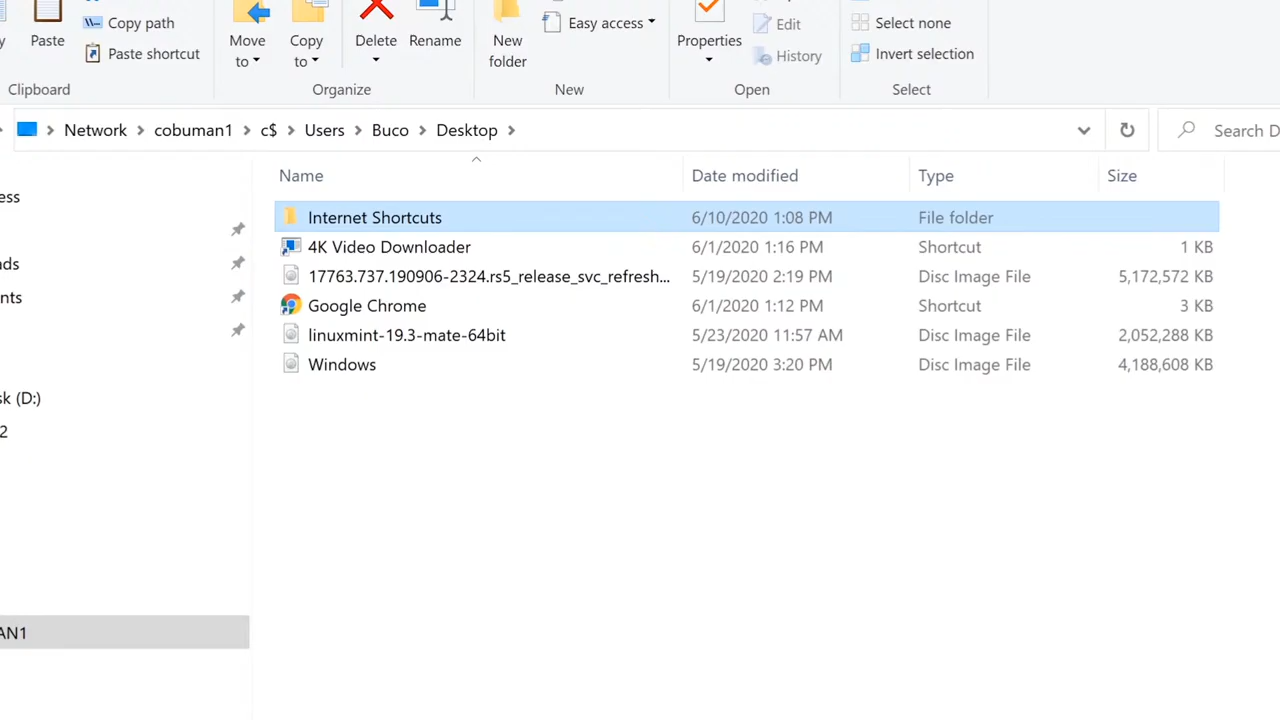 Copy path
Select none
Easy access
Edit
Paste
Move
to
Copy
to
Delete
Rename
New
folder
Properties
Paste shortcut
History
Invert selection
Clipboard
Organize
New
Open
Select
Network
cobuman1
c$
Users
Buco
Desktop
Search D
Name
Date modified
Type
Size
Internet Shortcuts 6/10/2020 1:08 PM File folder
4K Video Downloader 6/1/2020 1:16 PM Shortcut 1 KB
17763.737.190906-2324.rs5_release_svc_refresh... 5/19/2020 2:19 PM Disc Image File 5,172,572 KB
Google Chrome 6/1/2020 1:12 PM Shortcut 3 KB
linuxmint-19.3-mate-64bit 5/23/2020 11:57 AM Disc Image File 2,052,288 KB
Windows 5/19/2020 3:20 PM Disc Image File 4,188,608 KB
ess
ads
nts
sk (D:)
2
AN1